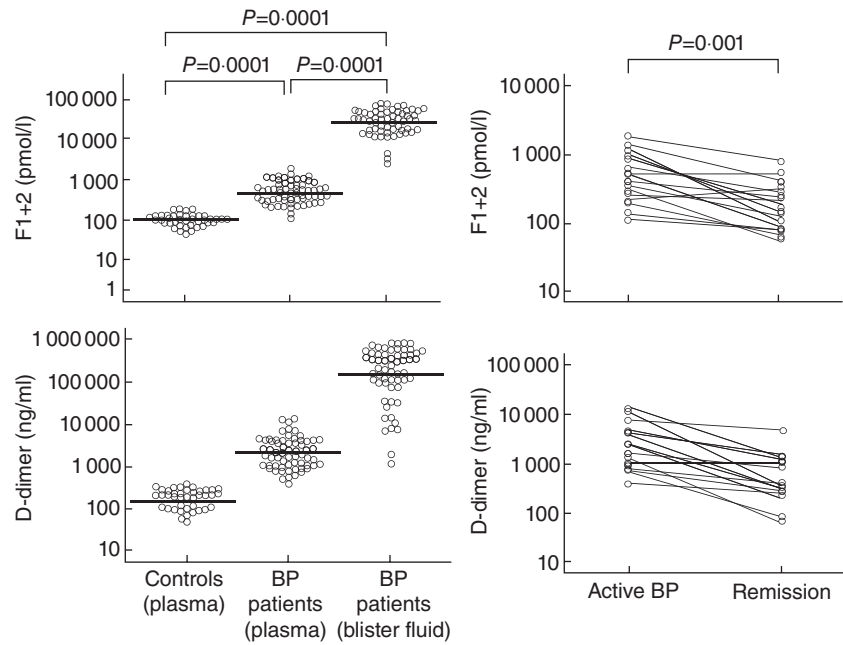 P=0·0001
P=0·0001 P=0·0001
F1+2 (pmol/l)
100 000
10 000
1 000
100
10
1
P=0·001
F1+2 (pmol/l)
10 000
1 000
100
10
D-dimer (ng/ml)
1 000 000
100 000
10 000
1 000
100
10
Controls
(plasma)
BP
patients
(plasma)
BP
patients
(blister fluid)
D-dimer (ng/ml)
100 000
10 000
1 000
100
10
Active BP
Remission